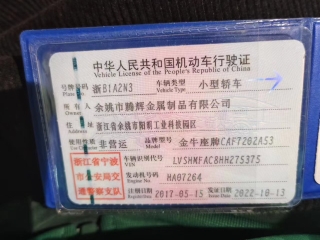 中华人民共和国机动车行驶证
Vehicle License of the People's Republic of China
号牌号码 浙B1A2N3 车辆类型 小型轿车
Plate No. Vehicle Type
所有人 余姚市腾辉金属制品有限公司
Owner
住址 浙江省余姚市阳明工业科技园区
Address
使用性质 非营运 品牌型号 金牛座牌CAF7202A53
Model
浙江省宁波市公安局交通警察支队
车辆识别代号 LVSHMFAC8HH275375
VIN
发动机号码 HA07264
Engine No.
注册日期 2017-05-15 发证日期 2022-10-13